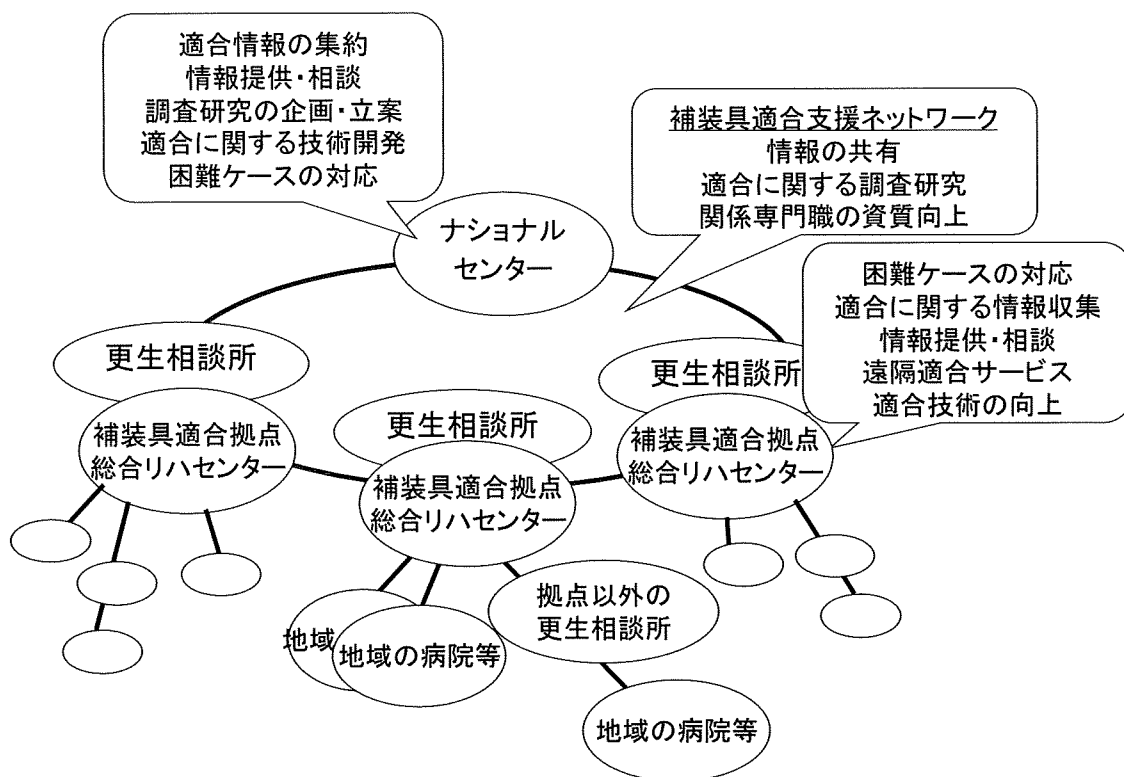 適合情報の集約
情報提供・相談
調査研究の企画・立案
適合に関する技術開発
困難ケースの対応
補装具適合支援ネットワーク
情報の共有
適合に関する調査研究
関係専門職の資質向上
ナショナル
センター
困難ケースの対応
適合に関する情報収集
情報提供・相談
遠隔適合サービス
適合技術の向上
更生相談所
補装具適合拠点
総合リハセンター
更生相談所
補装具適合拠点
総合リハセンター
更生相談所
補装具適合拠点
総合リハセンター
地域
地域の病院等
拠点以外の
更生相談所
地域の病院等